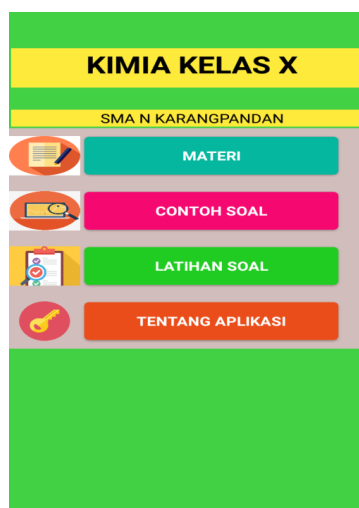 KIMIA KELAS X
SMA N KARANGPANDAN
MATERI
CONTOH SOAL
LATIHAN SOAL
TENTANG APLIKASI